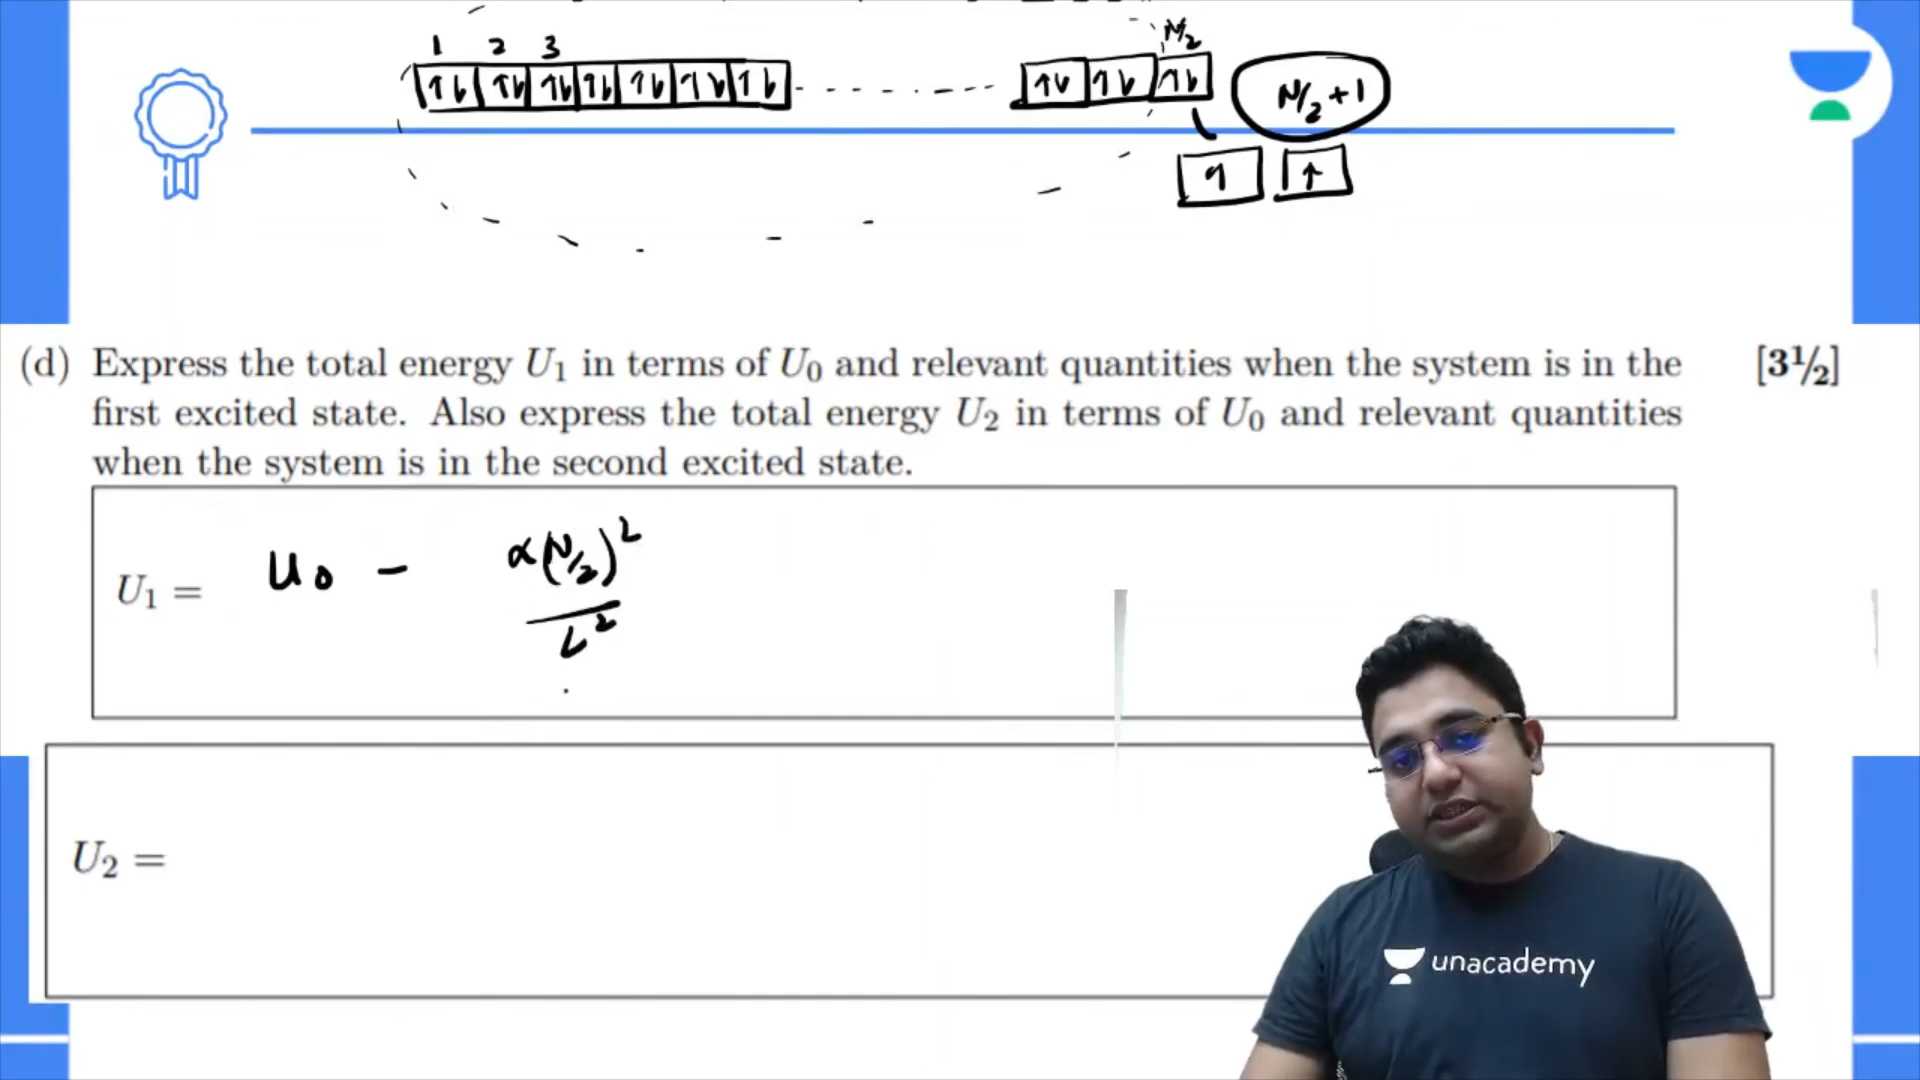 1 2 3 N/2
↑↓ ↑↓ ↑↓ ↑↓ ↑↓ ↑↓ ↑↓ - - - - - - - ↑↓ ↑↓ ↑↓ N/2 + 1
↑ ↑
(d) Express the total energy U₁ in terms of U₀ and relevant quantities when the system is in the [3½]
first excited state. Also express the total energy U₂ in terms of U₀ and relevant quantities
when the system is in the second excited state.
U₁ = U₀ - α(N/2)² / L²
U₂ =
unacademy